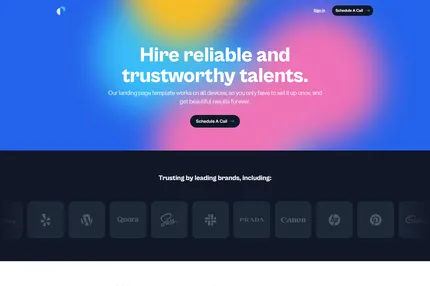 Sign in
Schedule A Call →
Hire reliable and
trustworthy talents.
Our landing page template works on all devices, so you only have to set it up once, and
get beautiful results forever.
Schedule A Call →
Trusting by leading brands, including:
Quora
PRADA
Canon
hp